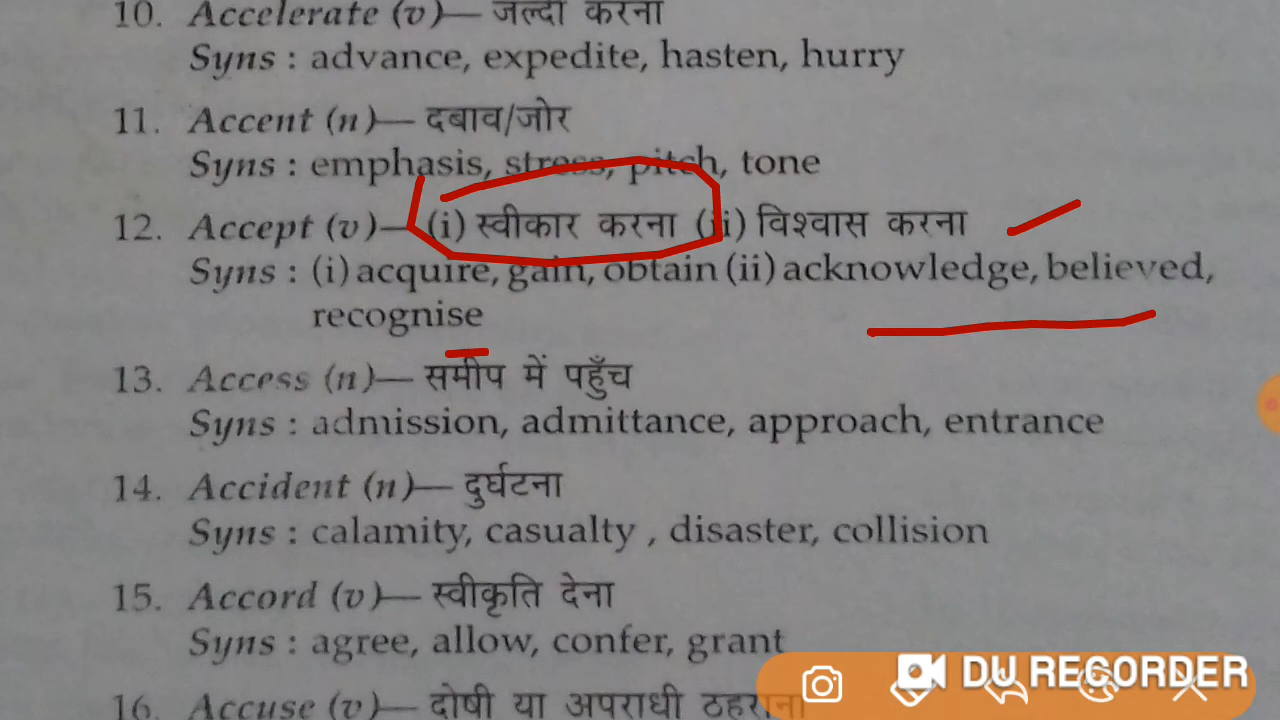 10. Accelerate (v)— जल्दी करना
Syns : advance, expedite, hasten, hurry
11. Accent (n)— दबाव/जोर
Syns : emphasis, stress, pitch, tone
12. Accept (v)— (i) स्वीकार करना (ii) विश्वास करना
Syns : (i) acquire, gain, obtain (ii) acknowledge, believed,
recognise
13. Access (n)— समीप में पहुँच
Syns : admission, admittance, approach, entrance
14. Accident (n)— दुर्घटना
Syns : calamity, casualty , disaster, collision
15. Accord (v)— स्वीकृति देना
Syns : agree, allow, confer, grant
DU RECORDER
16. Accuse (v)— दोषी या अपराधी ठहराना